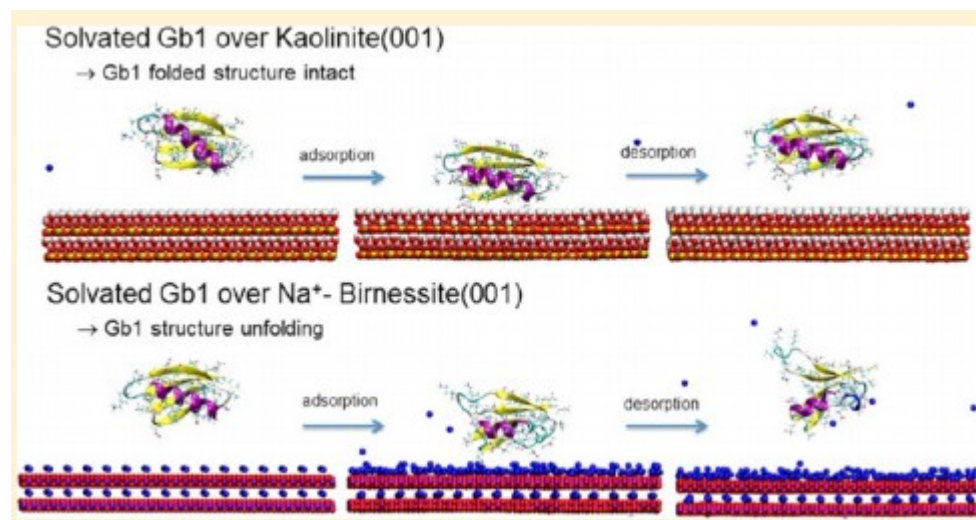 Solvated Gb1 over Kaolinite(001)
→ Gb1 folded structure intact
adsorption
desorption
Solvated Gb1 over Na⁺- Birnessite(001)
→ Gb1 structure unfolding
adsorption
desorption